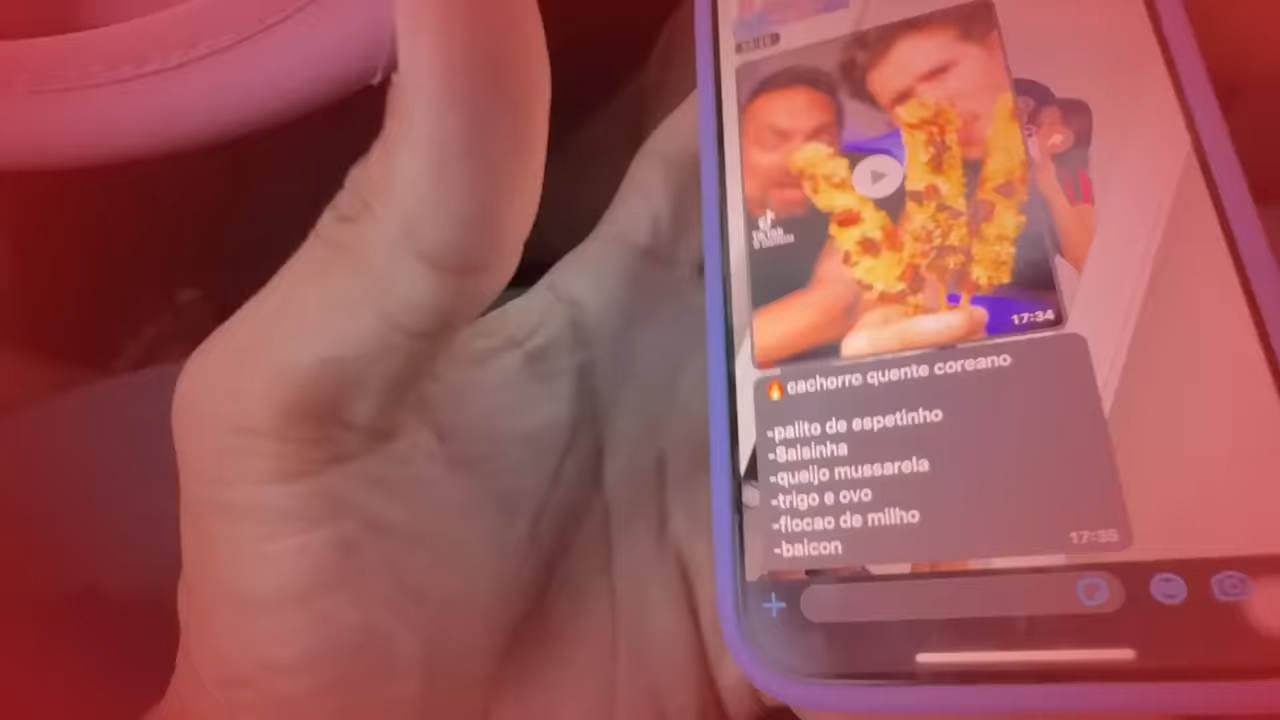 TikTok
17:34
🔥cachorro quente coreano
-palito de espetinho
-Salsinha
-queijo mussarela
-trigo e ovo
-flocao de milho
-baicon
17:35